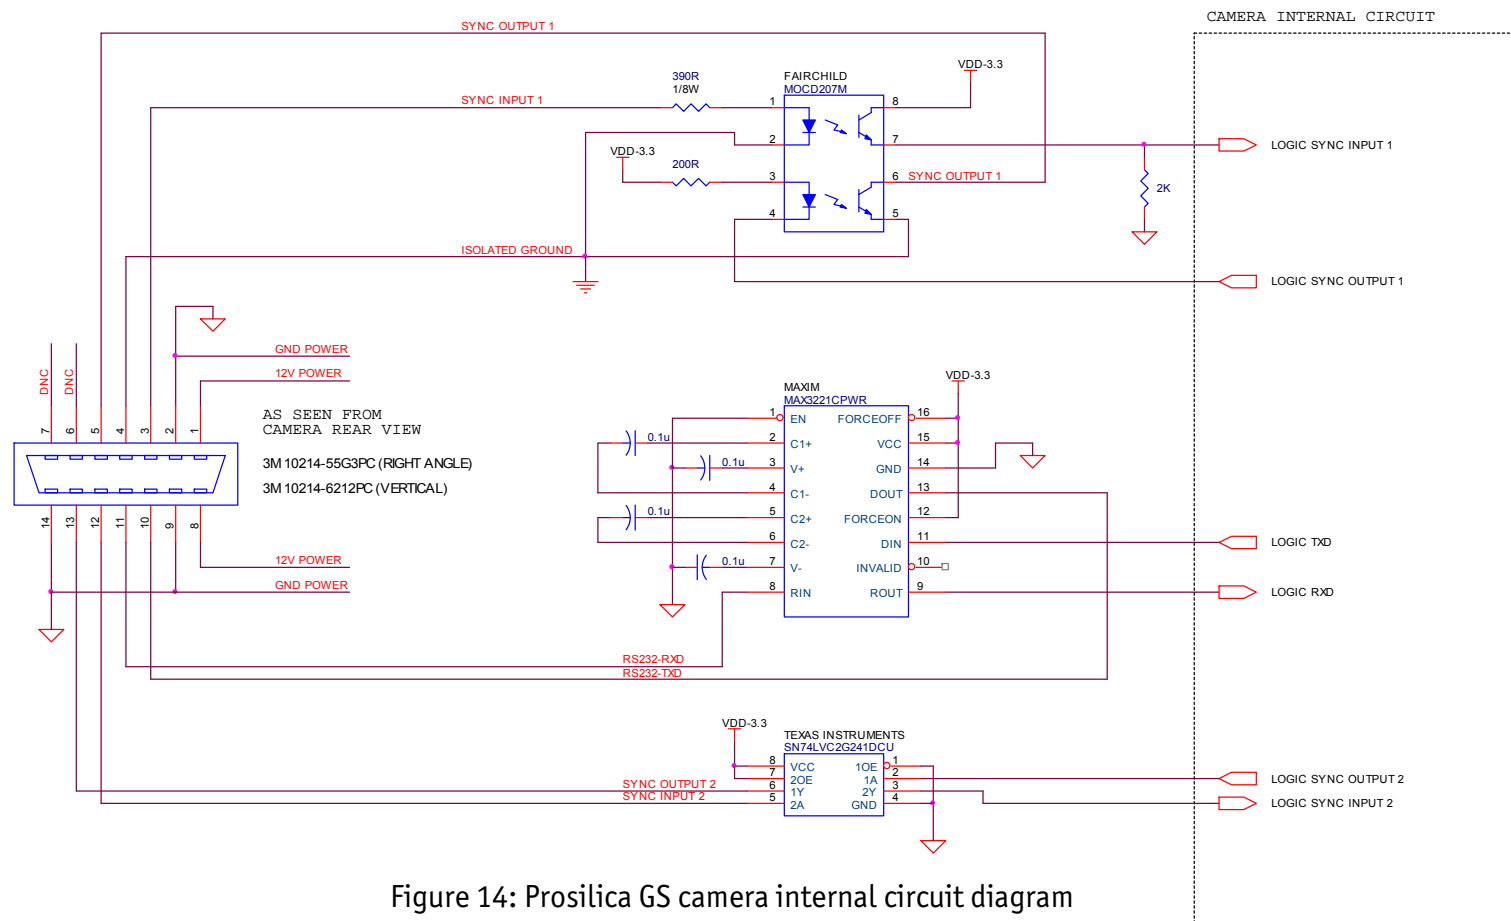 CAMERA INTERNAL CIRCUIT
SYNC OUTPUT 1
VDD-3.3
390R
1/8W
FAIRCHILD
MOCD207M
SYNC INPUT 1
1
8
2
7
LOGIC SYNC INPUT 1
VDD-3.3
200R
3
6
SYNC OUTPUT 1
2K
4
5
ISOLATED GROUND
LOGIC SYNC OUTPUT 1
GND POWER
12V POWER
DNC
DNC
7
6
5
4
3
2
1
AS SEEN FROM
CAMERA REAR VIEW
3M 10214-55G3PC (RIGHT ANGLE)
3M 10214-6212PC (VERTICAL)
14
13
12
11
10
9
8
12V POWER
GND POWER
VDD-3.3
MAXIM
MAX3221CPWR
1 EN FORCEOFF 16
0.1u 2 C1+ VCC 15
0.1u 3 V+ GND 14
4 C1- DOUT 13
0.1u 5 C2+ FORCEON 12
6 C2- DIN 11 LOGIC TXD
0.1u 7 V- INVALID 10
8 RIN ROUT 9 LOGIC RXD
RS232-RXD
RS232-TXD
VDD-3.3
TEXAS INSTRUMENTS
SN74LVC2G241DCU
8 VCC 1OE 1
7 2OE 1A 2 LOGIC SYNC OUTPUT 2
SYNC OUTPUT 2 6 1Y 2Y 3
SYNC INPUT 2 5 2A GND 4 LOGIC SYNC INPUT 2
Figure 14: Prosilica GS camera internal circuit diagram